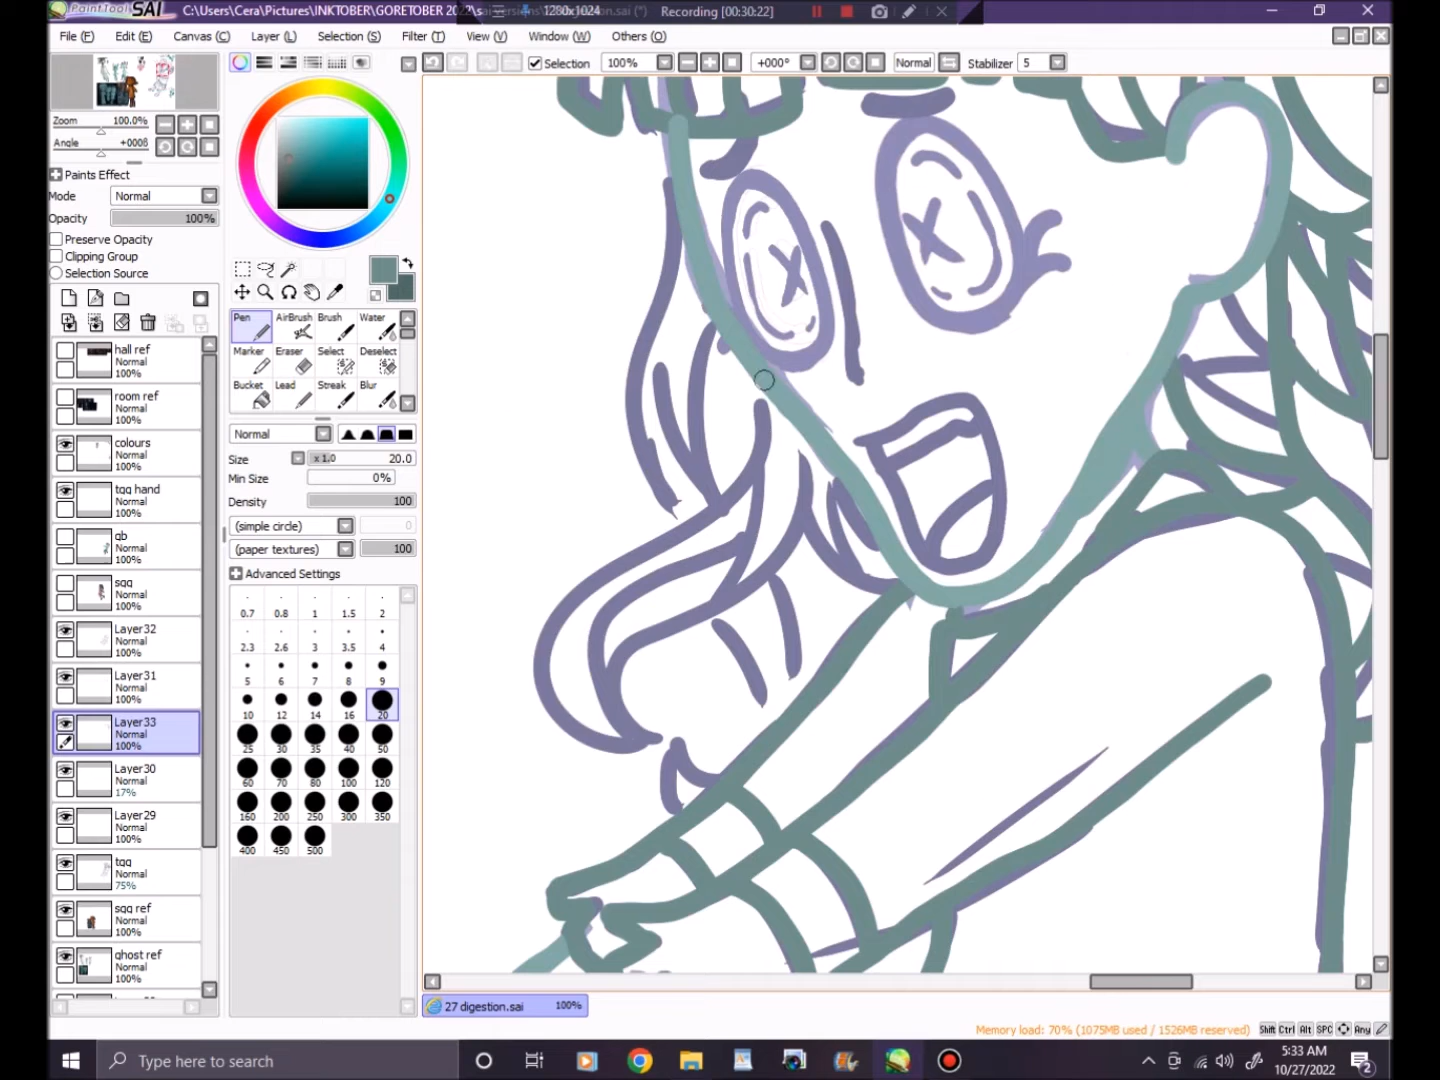 PaintTool SAI
C:\Users\Cera\Pictures\INKTOBER\GORETOBER 2022\sai
1280x1024
Recording [00:30:22]
File (F)
Edit (E)
Canvas (C)
Layer (L)
Selection (S)
Filter (T)
View (V)
Window (W)
Others (O)
Selection
100%
+000°
Normal
Stabilizer
5
Zoom
100.0%
Angle
Paints Effect
Mode
Normal
Opacity
100%
Preserve Opacity
Clipping Group
Selection Source
hall ref
Normal
100%
room ref
Normal
100%
colours
Normal
100%
Normal
100%
Normal
100%
Normal
100%
Layer32
Normal
100%
Layer31
Normal
100%
Layer33
Normal
100%
Layer30
Normal
17%
Layer29
Normal
100%
Normal
75%
Normal
100%
ghost ref
Normal
100%
Pen
AirBrush
Brush
Water
Marker
Eraser
Select
Deselect
Bucket
Lead
Streak
Blur
Normal
Size
x 1.0
20.0
Min Size
0%
Density
100
(simple circle)
0
(paper textures)
100
Advanced Settings
0.7 0.8 1 1.5 2
2.3 2.6 3 3.5 4
5 6 7 8 9
10 12 14 16 20
25 30 35 40 50
60 70 80 100 120
160 200 250 300 350
400 450 500
27 digestion.sai
100%
Memory load: 70% (1075MB used / 1526MB reserved)
Shift Ctrl Alt SPC Any
Type here to search
5:33 AM
10/27/2022
2